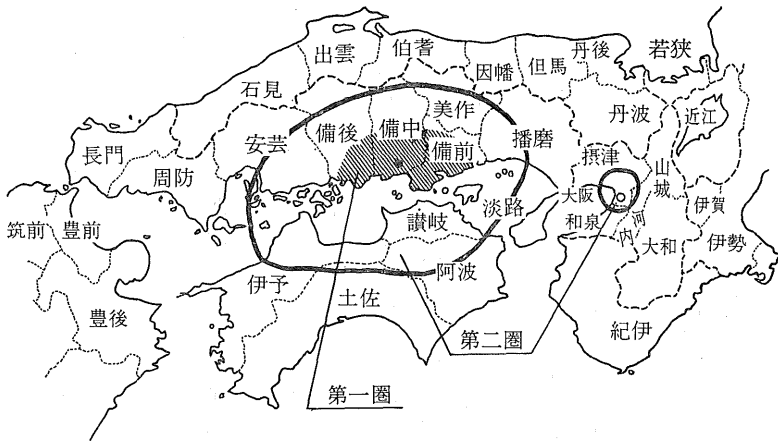 出雲
伯耆
因幡
但馬
丹後
若狭
石見
美作
丹波
近江
長門
周防
安芸
備後
備中
備前
播磨
摂津
山城
筑前
豊前
讃岐
淡路
大阪
和泉
河内
伊賀
伊勢
大和
豊後
伊予
土佐
阿波
紀伊
第二圏
第一圏